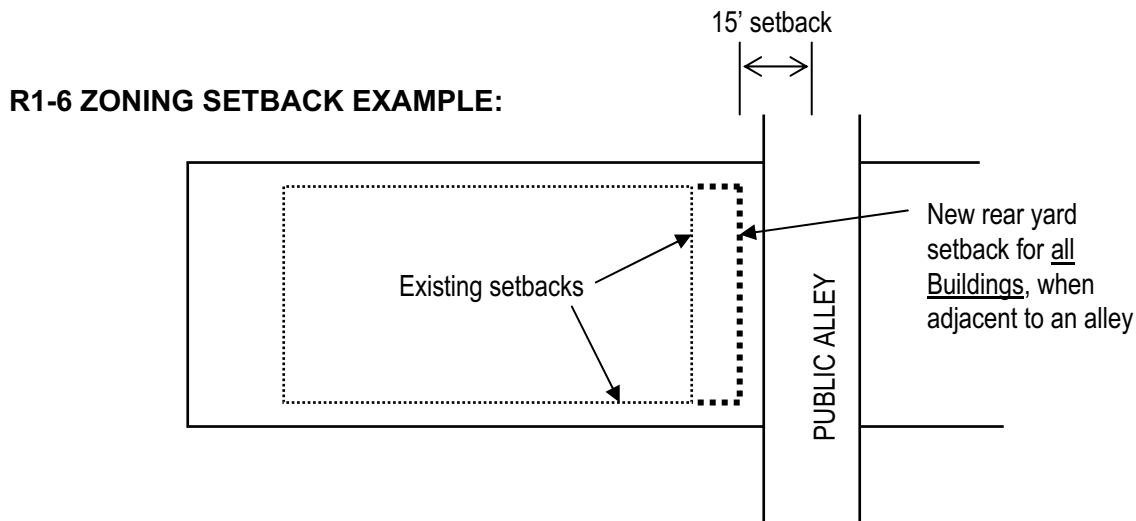 15’ setback
R1-6 ZONING SETBACK EXAMPLE:
New rear yard
setback for all
Buildings, when
adjacent to an alley
Existing setbacks
PUBLIC ALLEY